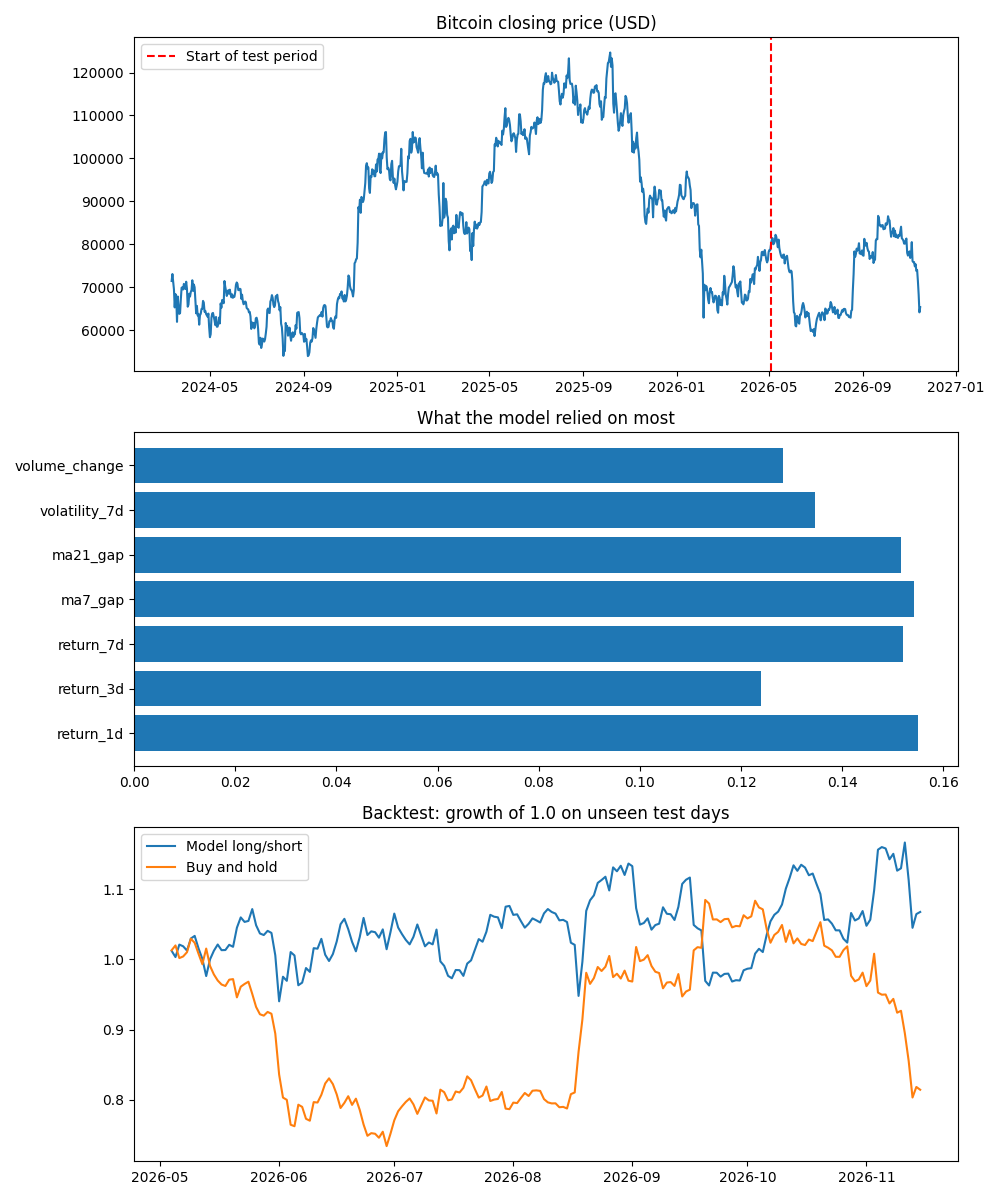 Bitcoin closing price (USD)
Start of test period
120000
110000
100000
90000
80000
70000
60000
2024-05
2024-09
2025-01
2025-05
2025-09
2026-01
2026-05
2026-09
2027-01
What the model relied on most
volume_change
volatility_7d
ma21_gap
ma7_gap
return_7d
return_3d
return_1d
0.00
0.02
0.04
0.06
0.08
0.10
0.12
0.14
0.16
Backtest: growth of 1.0 on unseen test days
Model long/short
Buy and hold
1.1
1.0
0.9
0.8
2026-05
2026-06
2026-07
2026-08
2026-09
2026-10
2026-11